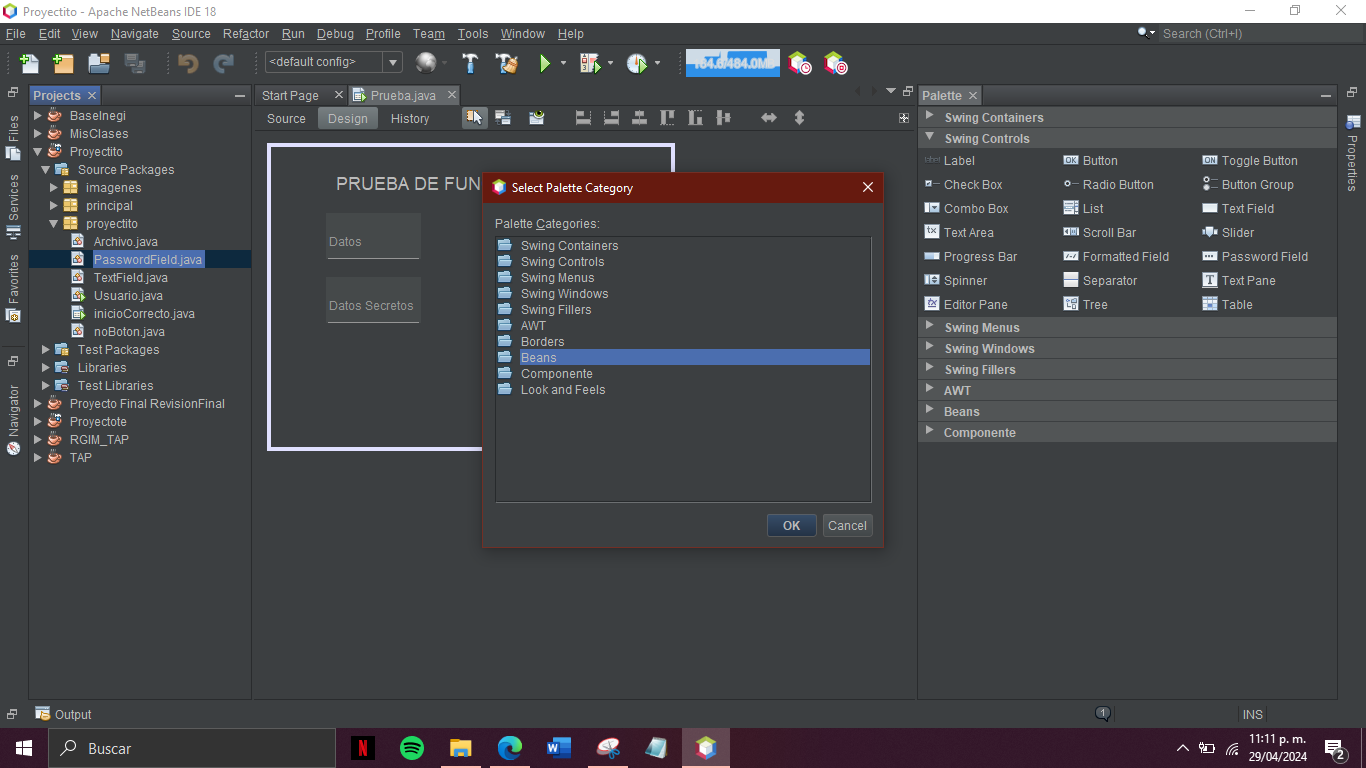 Proyectito - Apache NetBeans IDE 18
File Edit View Navigate Source Refactor Run Debug Profile Team Tools Window Help
Search (Ctrl+I)
<default config>
Projects
Start Page
Prueba.java
Palette
Source Design History
Files
Services
Favorites
Navigator
BaseInegi
MisClases
Proyectito
Source Packages
imagenes
principal
proyectito
Archivo.java
PasswordField.java
TextField.java
Usuario.java
inicioCorrecto.java
noBoton.java
Test Packages
Libraries
Test Libraries
Proyecto Final RevisionFinal
Proyectote
RGIM_TAP
TAP
PRUEBA DE FUN
Datos
Datos Secretos
Select Palette Category
Palette Categories:
Swing Containers
Swing Controls
Swing Menus
Swing Windows
Swing Fillers
AWT
Borders
Beans
Componente
Look and Feels
OK Cancel
Swing Containers
Swing Controls
Label Button Toggle Button
Check Box Radio Button Button Group
Combo Box List Text Field
Text Area Scroll Bar Slider
Progress Bar Formatted Field Password Field
Spinner Separator Text Pane
Editor Pane Tree Table
Swing Menus
Swing Windows
Swing Fillers
AWT
Beans
Componente
Properties
Output
1
INS
Buscar
11:11 p. m.
29/04/2024
2